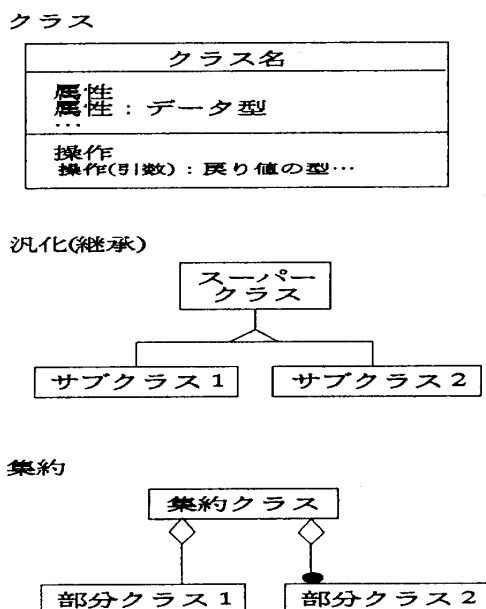 クラス
クラス名
属性
属性：データ型
…
操作
操作(引数)：戻り値の型…
汎化(継承)
スーパー
クラス
サブクラス1
サブクラス2
集約
集約クラス
部分クラス1
部分クラス2